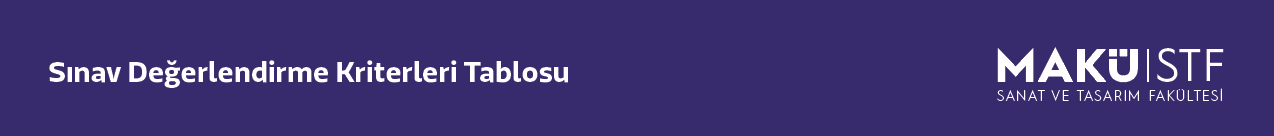 Sınav Değerlendirme Kriterleri Tablosu
MAKÜ|STF
SANAT VE TASARIM FAKÜLTESİ